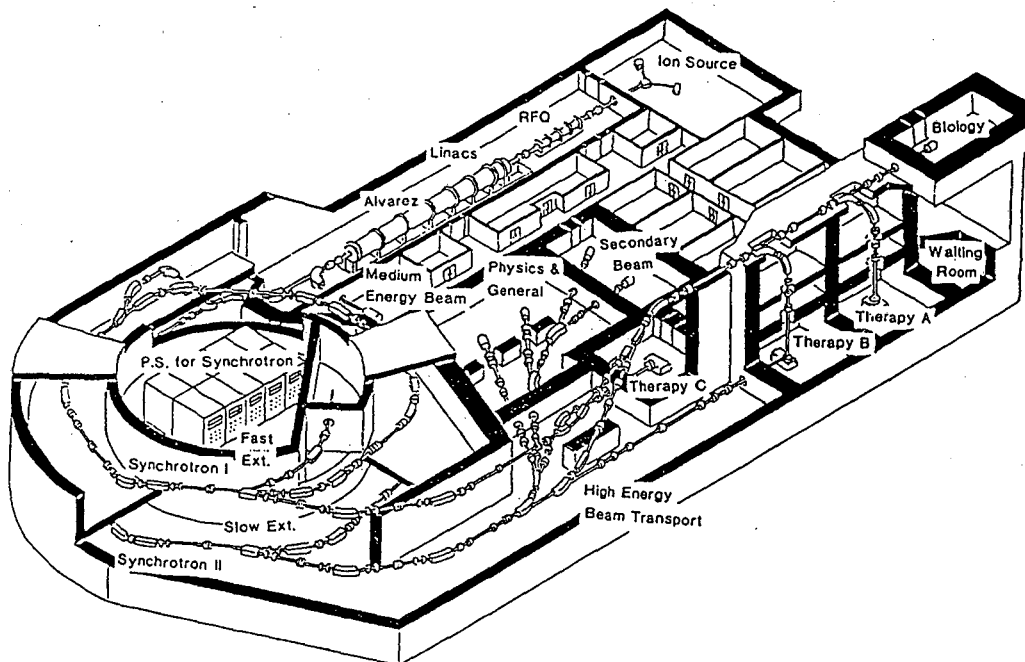 Ion Source
RFQ
Biology
Linacs
Alvarez
Secondary
Beam
Waiting
Room
Medium
Energy Beam
Physics &
General
Therapy A
Therapy B
P.S. for Synchrotron
Therapy C
Fast
Ext.
Synchrotron I
High Energy
Beam Transport
Slow Ext.
Synchrotron II